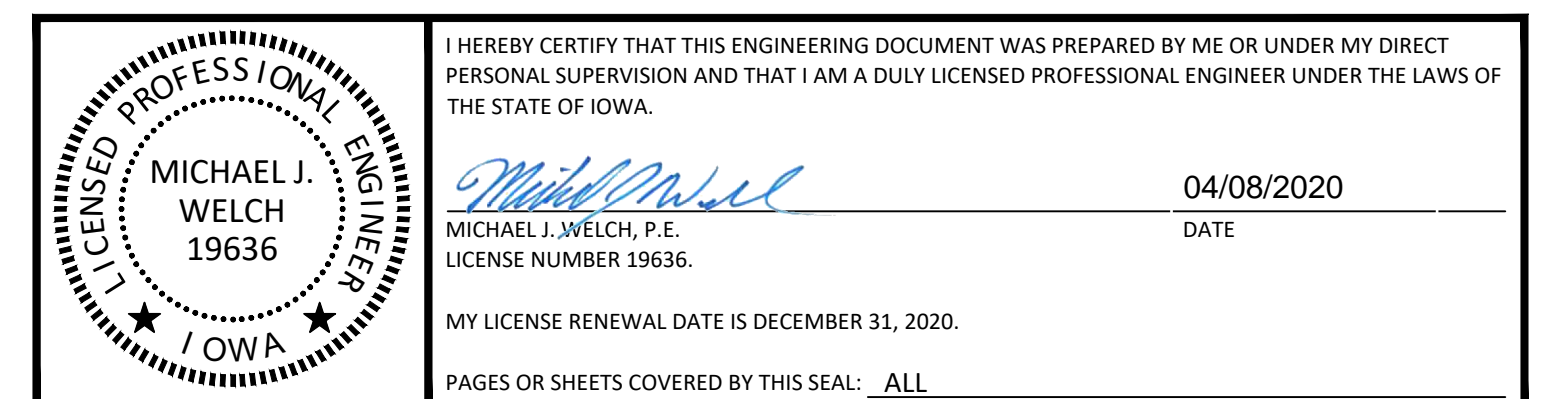 LICENSED PROFESSIONAL ENGINEER
IOWA
MICHAEL J.
WELCH
19636
I HEREBY CERTIFY THAT THIS ENGINEERING DOCUMENT WAS PREPARED BY ME OR UNDER MY DIRECT
PERSONAL SUPERVISION AND THAT I AM A DULY LICENSED PROFESSIONAL ENGINEER UNDER THE LAWS OF
THE STATE OF IOWA.
04/08/2020
MICHAEL J. WELCH, P.E.
DATE
LICENSE NUMBER 19636.
MY LICENSE RENEWAL DATE IS DECEMBER 31, 2020.
PAGES OR SHEETS COVERED BY THIS SEAL: ALL